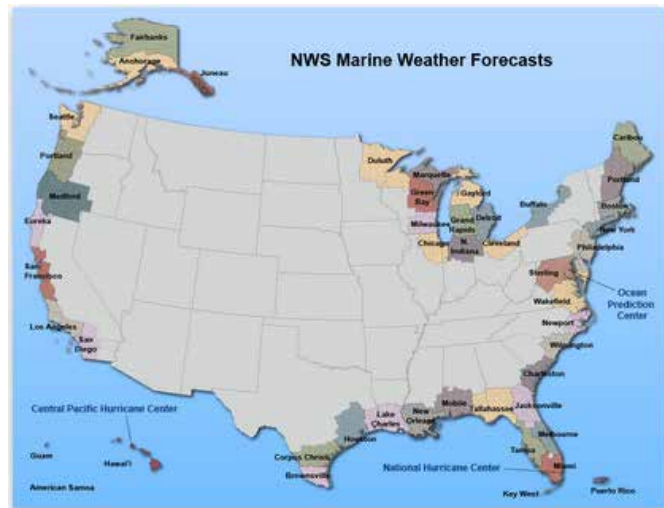 NWS Marine Weather Forecasts
Fairbanks
Anchorage
Juneau
Seattle
Portland
Medford
Eureka
San
Francisco
Los Angeles
San
Diego
Duluth
Marquette
Green
Bay
Gaylord
Milwaukee
Grand
Rapids
Detroit
Chicago
N.
Indiana
Cleveland
Buffalo
Caribou
Portland
Boston
New York
Philadelphia
Sterling
Ocean
Prediction
Center
Wakefield
Newport
Wilmington
Charleston
Jacksonville
Tallahassee
Mobile
New
Orleans
Lake
Charles
Houston
Corpus Christi
Brownsville
Melbourne
Tampa
Miami
National Hurricane Center
Key West
Puerto Rico
Central Pacific Hurricane Center
Guam
Hawai'i
American Samoa